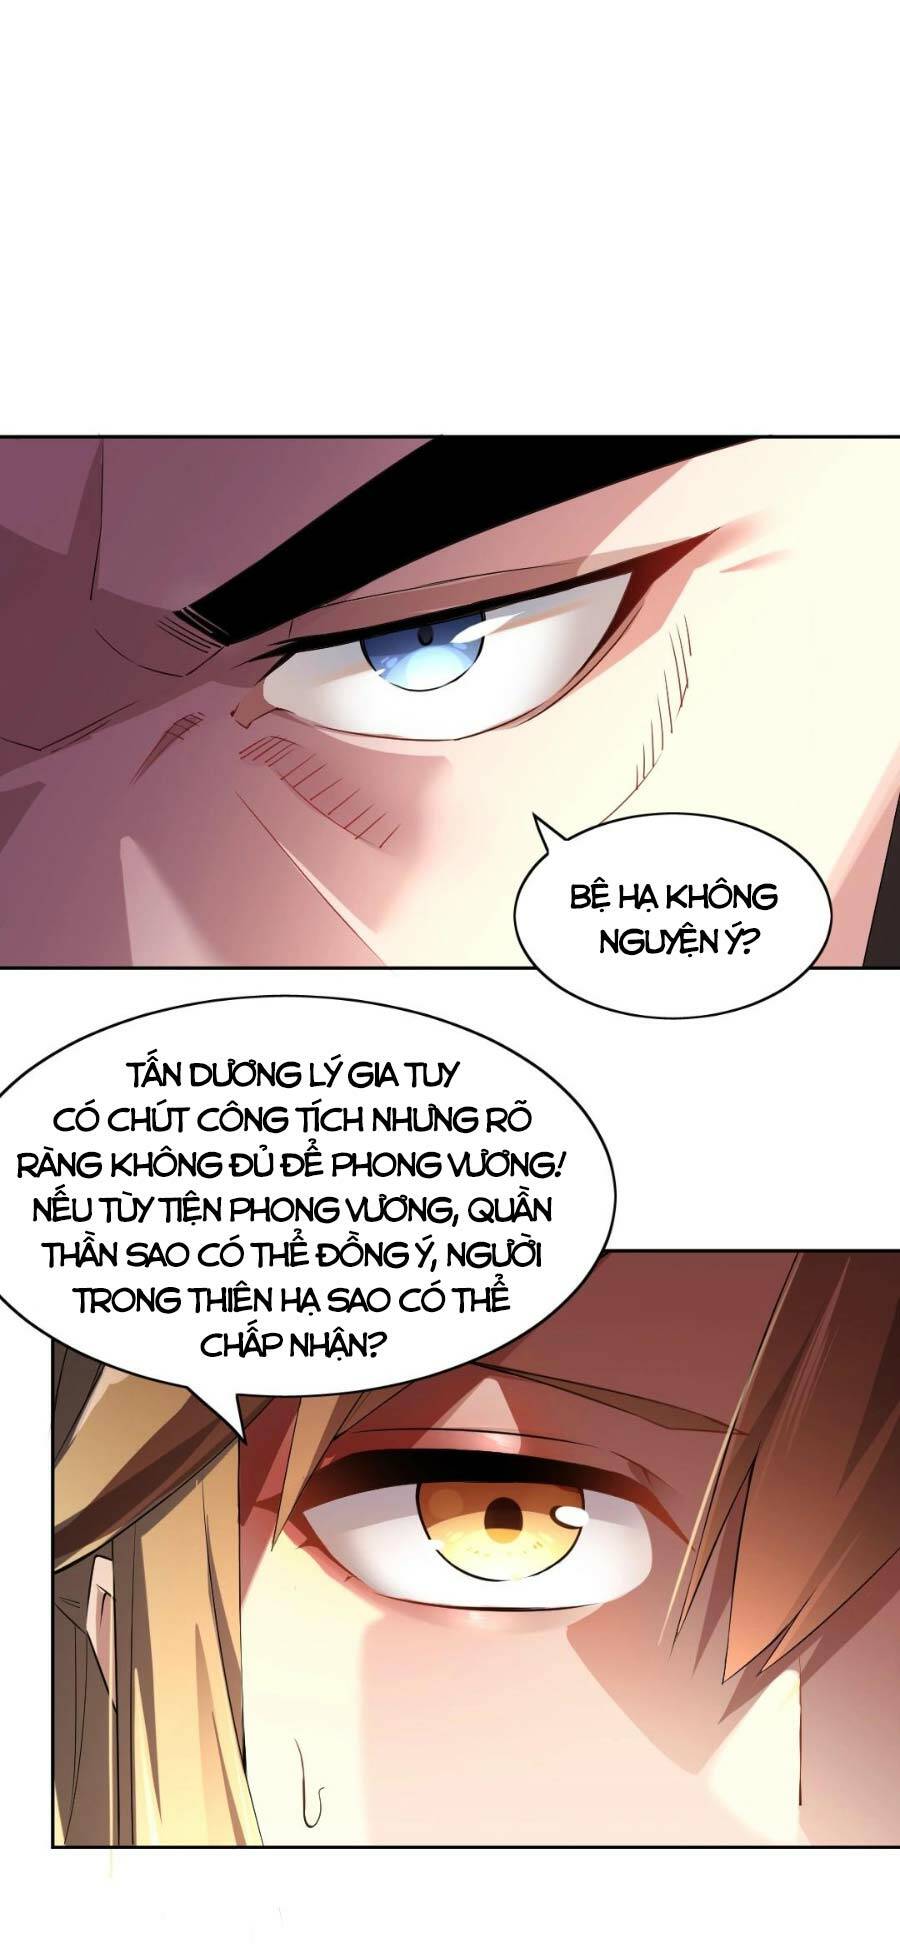 BỆ HẠ KHÔNG
NGUYỆN Ý?
TẤN DƯƠNG LÝ GIA TUY
CÓ CHÚT CÔNG TÍCH NHƯNG RÕ
RÀNG KHÔNG ĐỦ ĐỂ PHONG VƯƠNG!
NẾU TÙY TIỆN PHONG VƯƠNG, QUẦN
THẦN SAO CÓ THỂ ĐỒNG Ý, NGƯỜI
TRONG THIÊN HẠ SAO CÓ THỂ
CHẤP NHẬN?